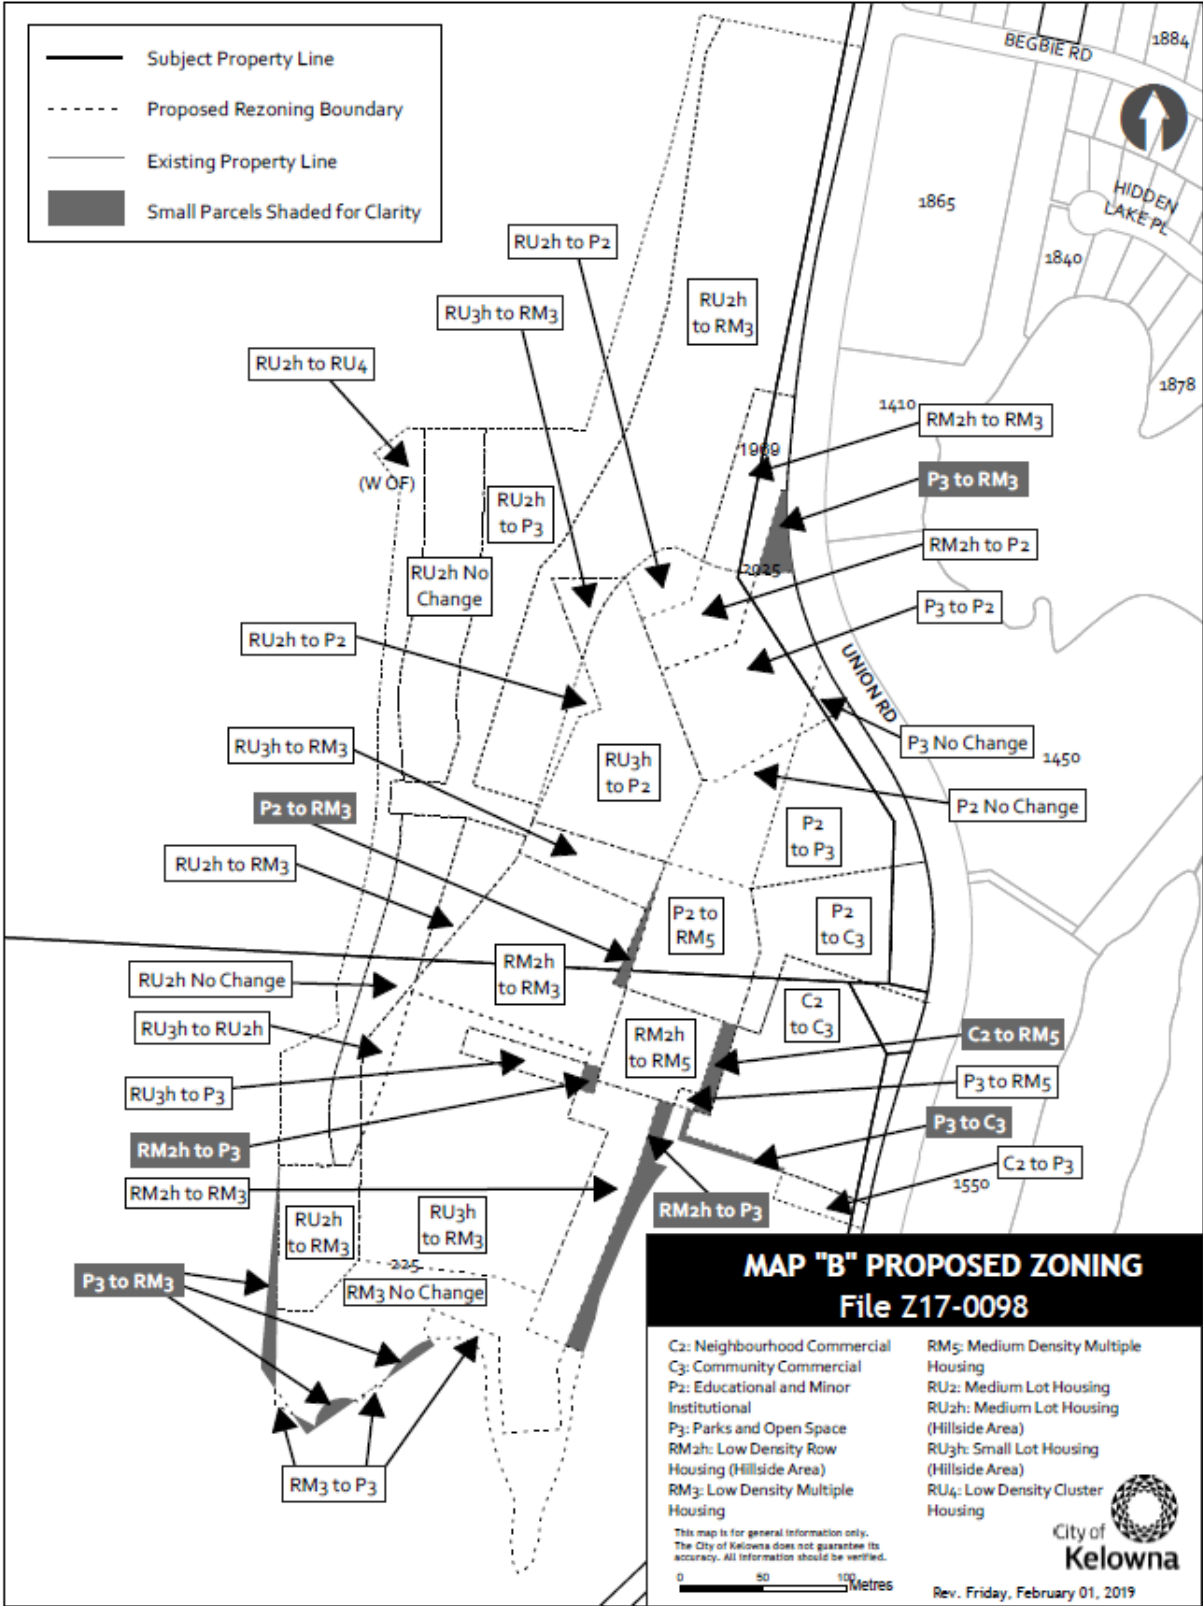 Subject Property Line
Proposed Rezoning Boundary
Existing Property Line
Small Parcels Shaded for Clarity
BEGBIE RD
1884
HIDDEN
LAKE PL
1865
1840
1878
RU2h to P2
RU2h
to RM3
RU3h to RM3
RU2h to RU4
1410
RM2h to RM3
1969
(W OF)
P3 to RM3
RU2h
to P3
RM2h to P2
2025
RU2h No
Change
P3 to P2
RU2h to P2
UNION RD
RU3h to RM3
P3 No Change
1450
RU3h
to P2
P2 to RM3
P2 No Change
P2
to P3
RU2h to RM3
P2 to
RM5
P2
to C3
RM2h
to RM3
RU2h No Change
C2
to C3
RU3h to RU2h
RM2h
to RM5
C2 to RM5
RU3h to P3
P3 to RM5
P3 to C3
RM2h to P3
C2 to P3
RM2h to RM3
1550
RM2h to P3
RU2h
to RM3
RU3h
to RM3
225
P3 to RM3
RM3 No Change
RM3 to P3
MAP "B" PROPOSED ZONING
File Z17-0098
C2: Neighbourhood Commercial
C3: Community Commercial
P2: Educational and Minor
Institutional
P3: Parks and Open Space
RM2h: Low Density Row
Housing (Hillside Area)
RM3: Low Density Multiple
Housing
RM5: Medium Density Multiple
Housing
RU2: Medium Lot Housing
RU2h: Medium Lot Housing
(Hillside Area)
RU3h: Small Lot Housing
(Hillside Area)
RU4: Low Density Cluster
Housing
This map is for general information only.
The City of Kelowna does not guarantee its
accuracy. All information should be verified.
0 50 100 Metres
City of
Kelowna
Rev. Friday, February 01, 2019